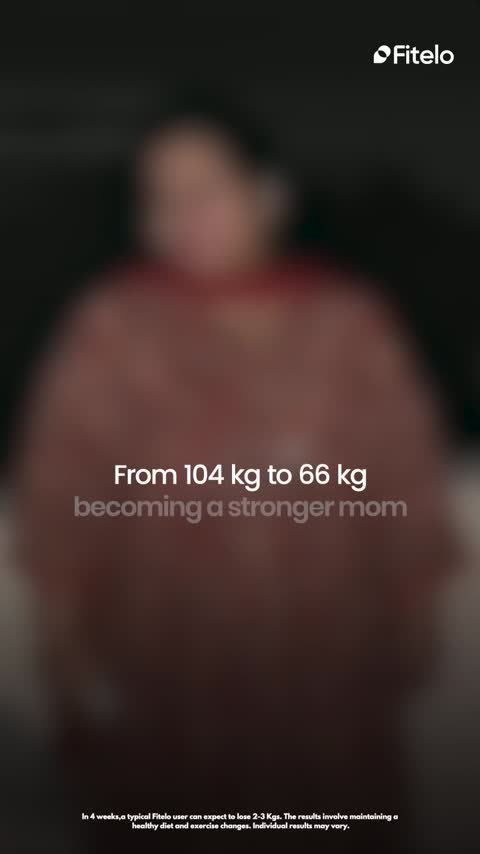 Fitelo
From 104 kg to 66 kg
becoming a stronger mom
In 4 weeks,a typical Fitelo user can expect to lose 2-3 Kgs. The results involve maintaining a
healthy diet and exercise changes. Individual results may vary.